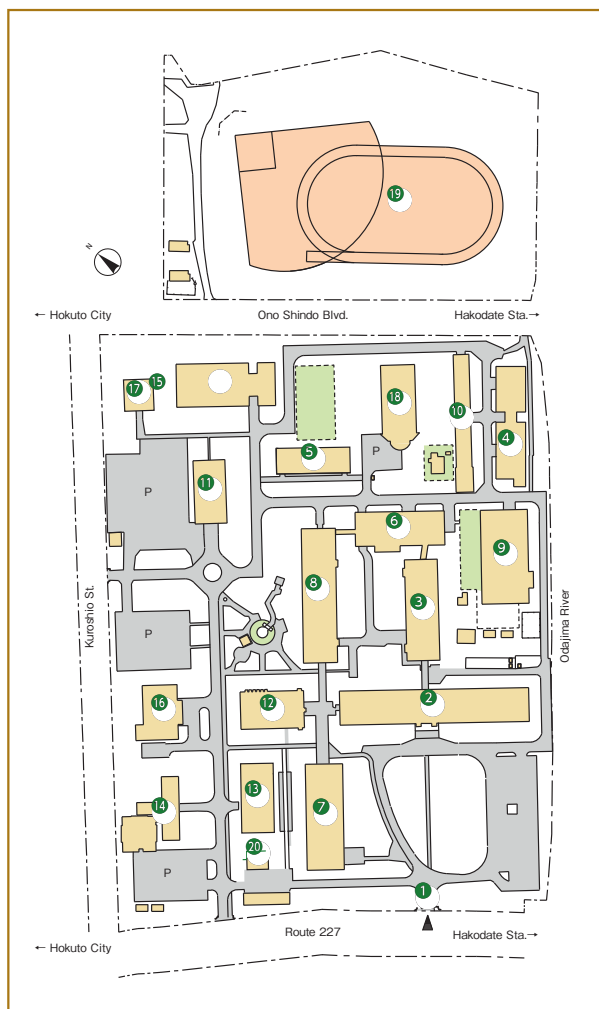 19
N
← Hokuto City
Ono Shindo Blvd.
Hakodate Sta.→
17
15
18
10
4
5
P
11
P
6
9
8
3
Kuroshio St.
P
Odajima River
16
12
2
14
13
7
20
P
1
Route 227
← Hokuto City
Hakodate Sta.→